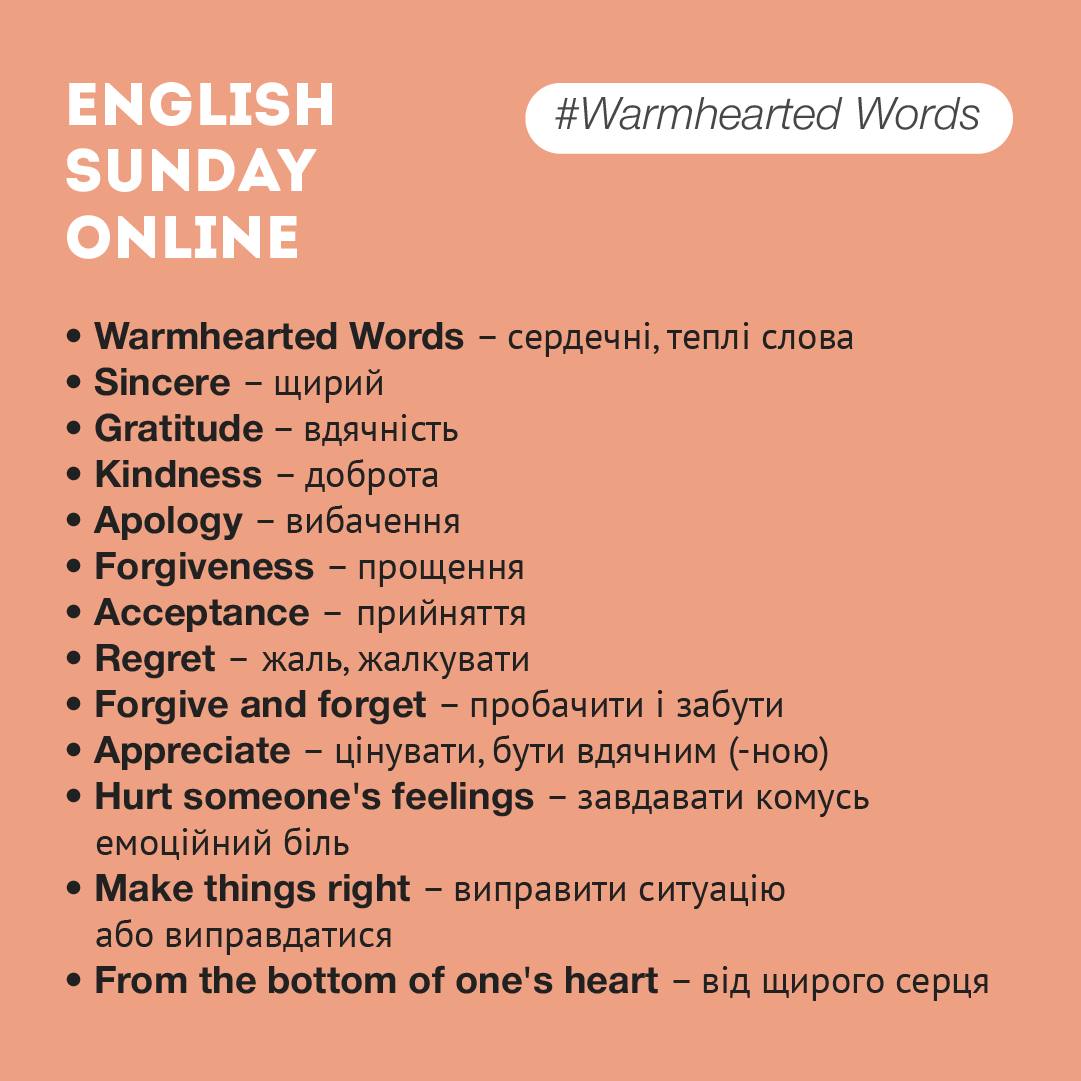 ENGLISH
SUNDAY
ONLINE
#Warmhearted Words
• Warmhearted Words – сердечні, теплі слова
• Sincere – щирий
• Gratitude – вдячність
• Kindness – доброта
• Apology – вибачення
• Forgiveness – прощення
• Acceptance – прийняття
• Regret – жаль, жалкувати
• Forgive and forget – пробачити і забути
• Appreciate – цінувати, бути вдячним (-ною)
• Hurt someone's feelings – завдавати комусь
емоційний біль
• Make things right – виправити ситуацію
або виправдатися
• From the bottom of one's heart – від щирого серця